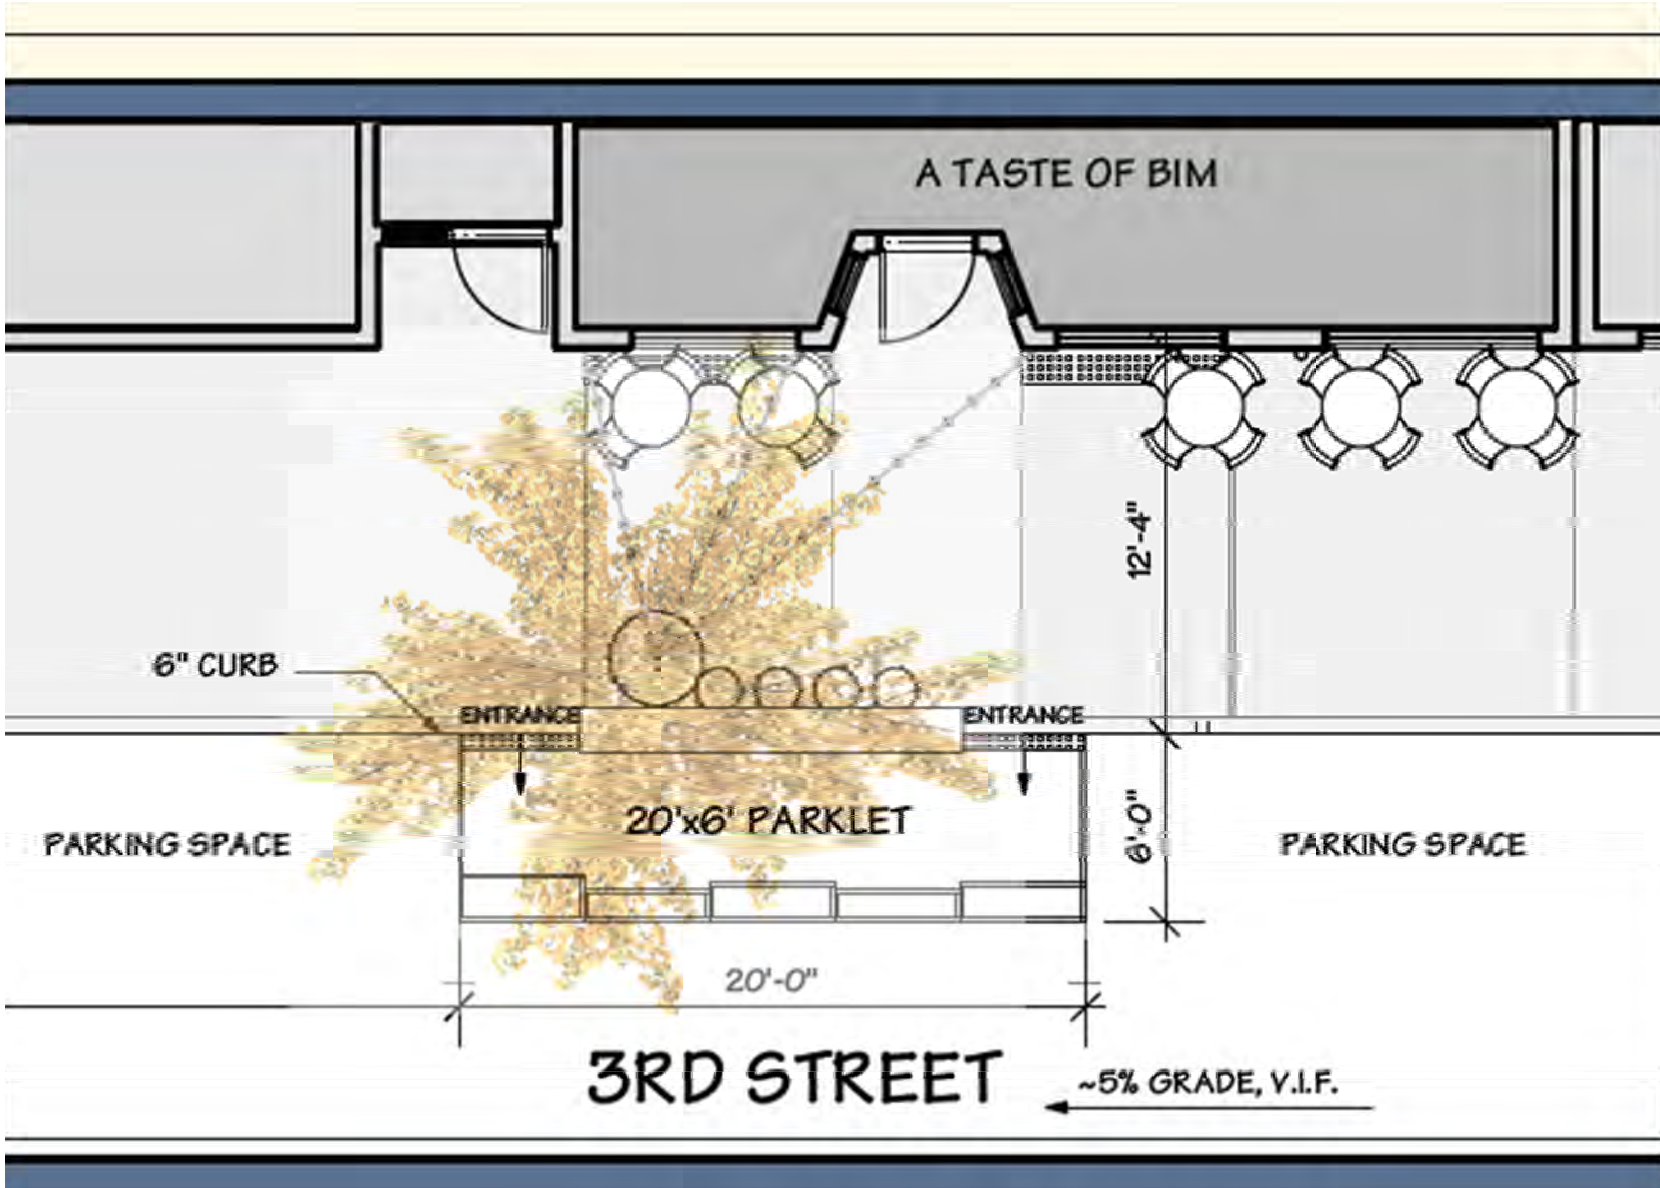 A TASTE OF BIM
12'-4"
6" CURB
ENTRANCE
ENTRANCE
20'x6' PARKLET
6'-0"
PARKING SPACE
PARKING SPACE
20'-0"
3RD STREET
~5% GRADE, V.I.F.